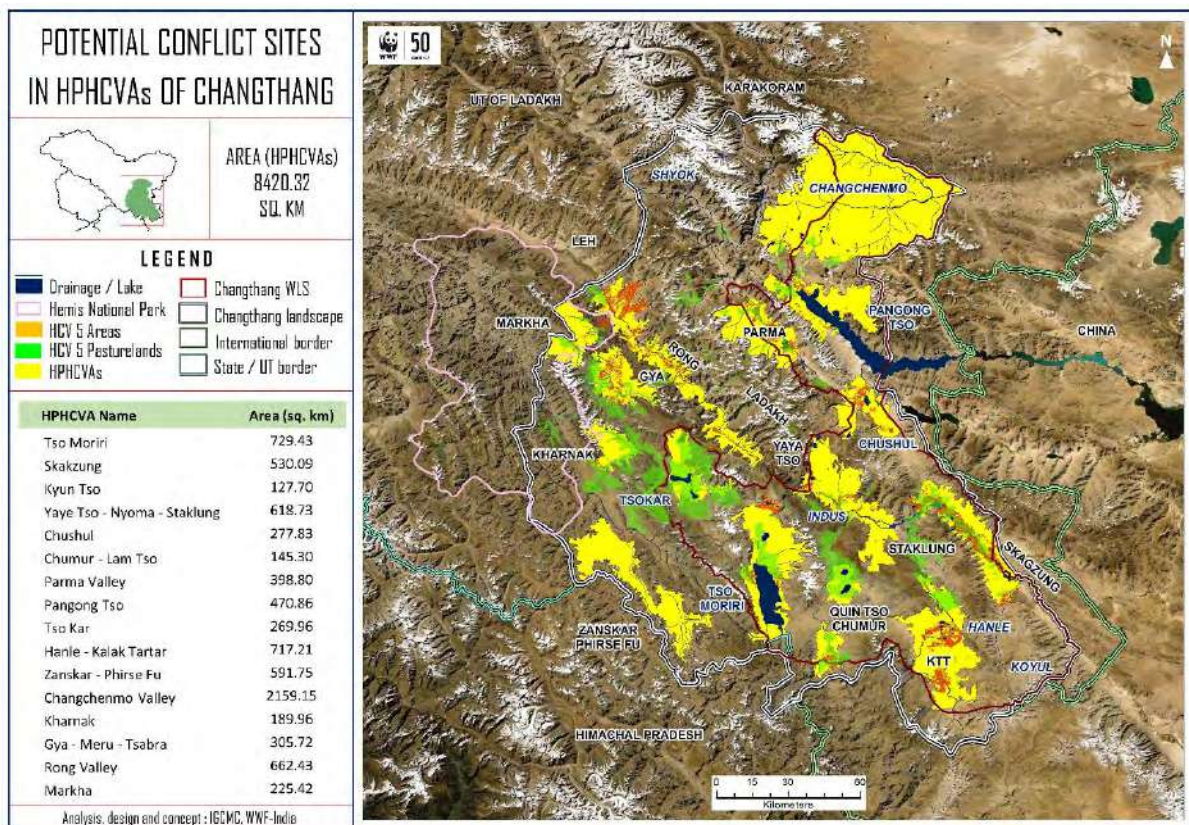 POTENTIAL CONFLICT SITES
IN HPHCVAs OF CHANGTHANG
AREA (HPHCVAs)
8420.32
SQ. KM
LEGEND
Drainage / Lake
Hemis National Park
HCV 5 Areas
HCV 5 Pasturelands
HPHCVAs
Changthang WLS
Changthang landscape
International border
State / UT border
HPHCVA Name Area (sq. km)
Tso Moriri 729.43
Skakzung 530.09
Kyun Tso 127.70
Yaye Tso - Nyoma - Staklung 618.73
Chushul 277.83
Chumur - Lam Tso 145.30
Parma Valley 398.80
Pangong Tso 470.86
Tso Kar 269.96
Hanle - Kalak Tartar 717.21
Zanskar - Phirse Fu 591.75
Changchenmo Valley 2159.15
Kharnak 189.96
Gya - Meru - Tsabra 305.72
Rong Valley 662.43
Markha 225.42
Analysis, design and concept : IGCMC, WWF-India
WWF
50
N
KARAKORAM
UT OF LADAKH
SHYOK
CHANGCHENMO
LEH
PANGONG
TSO
CHINA
MARKHA
PARMA
RONG
GYA
LADAKH
YAYA
TSO
CHUSHUL
KHARNAK
TSOKAR
INDUS
STAKLUNG
SKAGZUNG
TSO
MORIRI
QUIN TSO
CHUMUR
HANLE
ZANSKAR
PHIRSE FU
KTT
KOYUL
HIMACHAL PRADESH
0 15 30 60
Kilometers